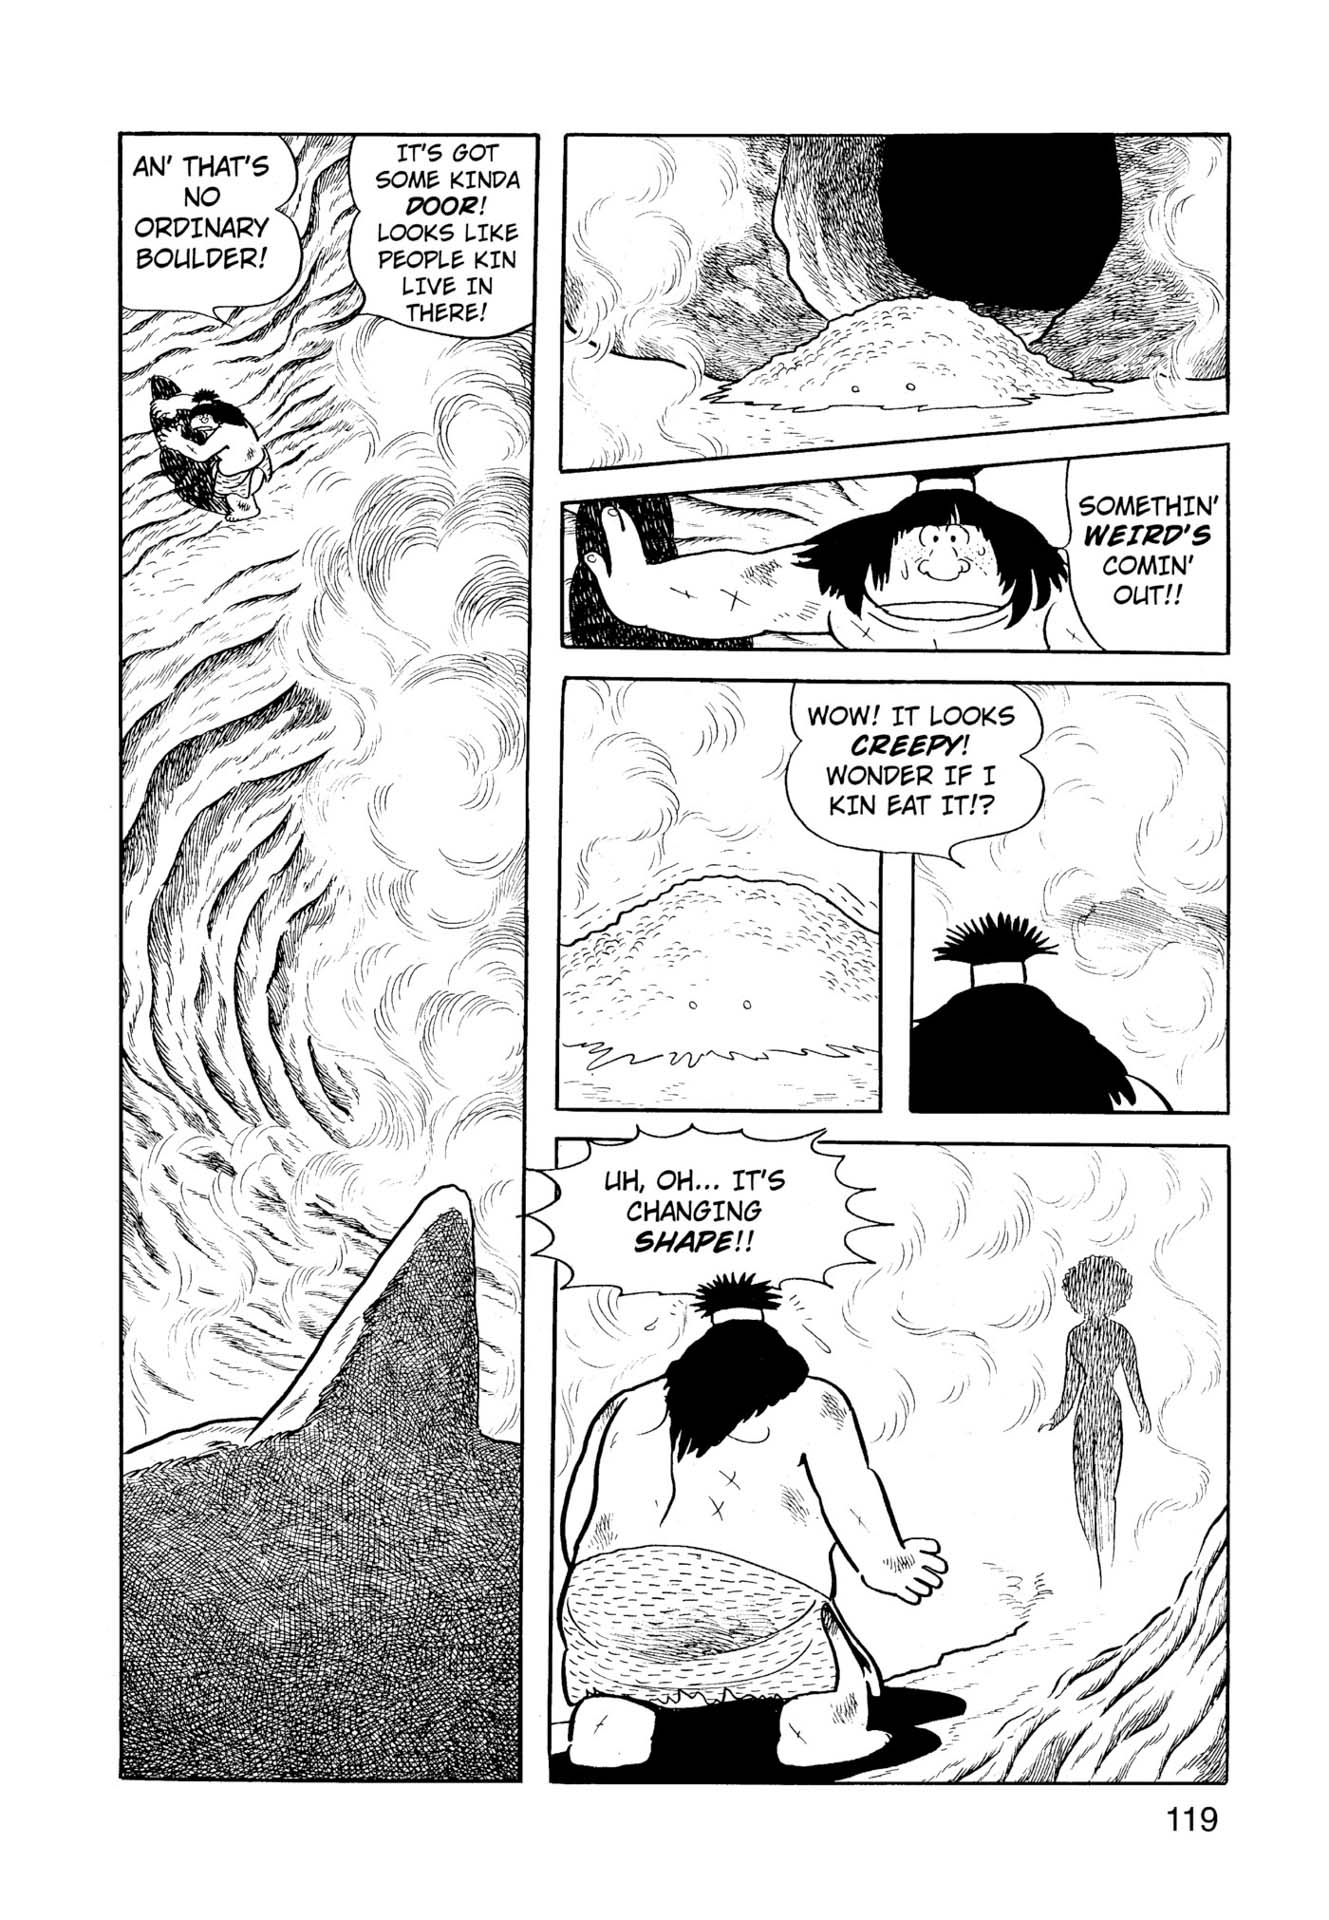 AN' THAT'S
NO
ORDINARY
BOULDER!
IT'S GOT
SOME KINDA
DOOR!
LOOKS LIKE
PEOPLE KIN
LIVE IN
THERE!
SOMETHIN'
WEIRD'S
COMIN'
OUT!!
WOW! IT LOOKS
CREEPY!
WONDER IF I
KIN EAT IT!?
UH, OH... IT'S
CHANGING
SHAPE!!
119